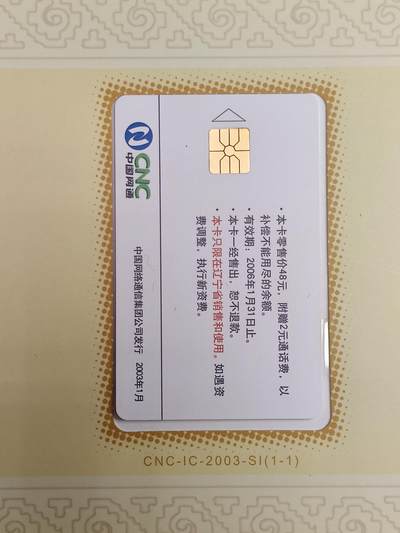 CNC
中国网通
·本卡零售价48元，附赠2元通话费，以
补偿不能用尽的余额。
·有效期：2006年1月31日止。
·本卡一经售出，恕不退款。
·本卡只限在辽宁省销售和使用。如遇资
费调整，执行新资费。
中国网络通信集团公司发行 2003年1月
CNC-IC-2003-SI(1-1)